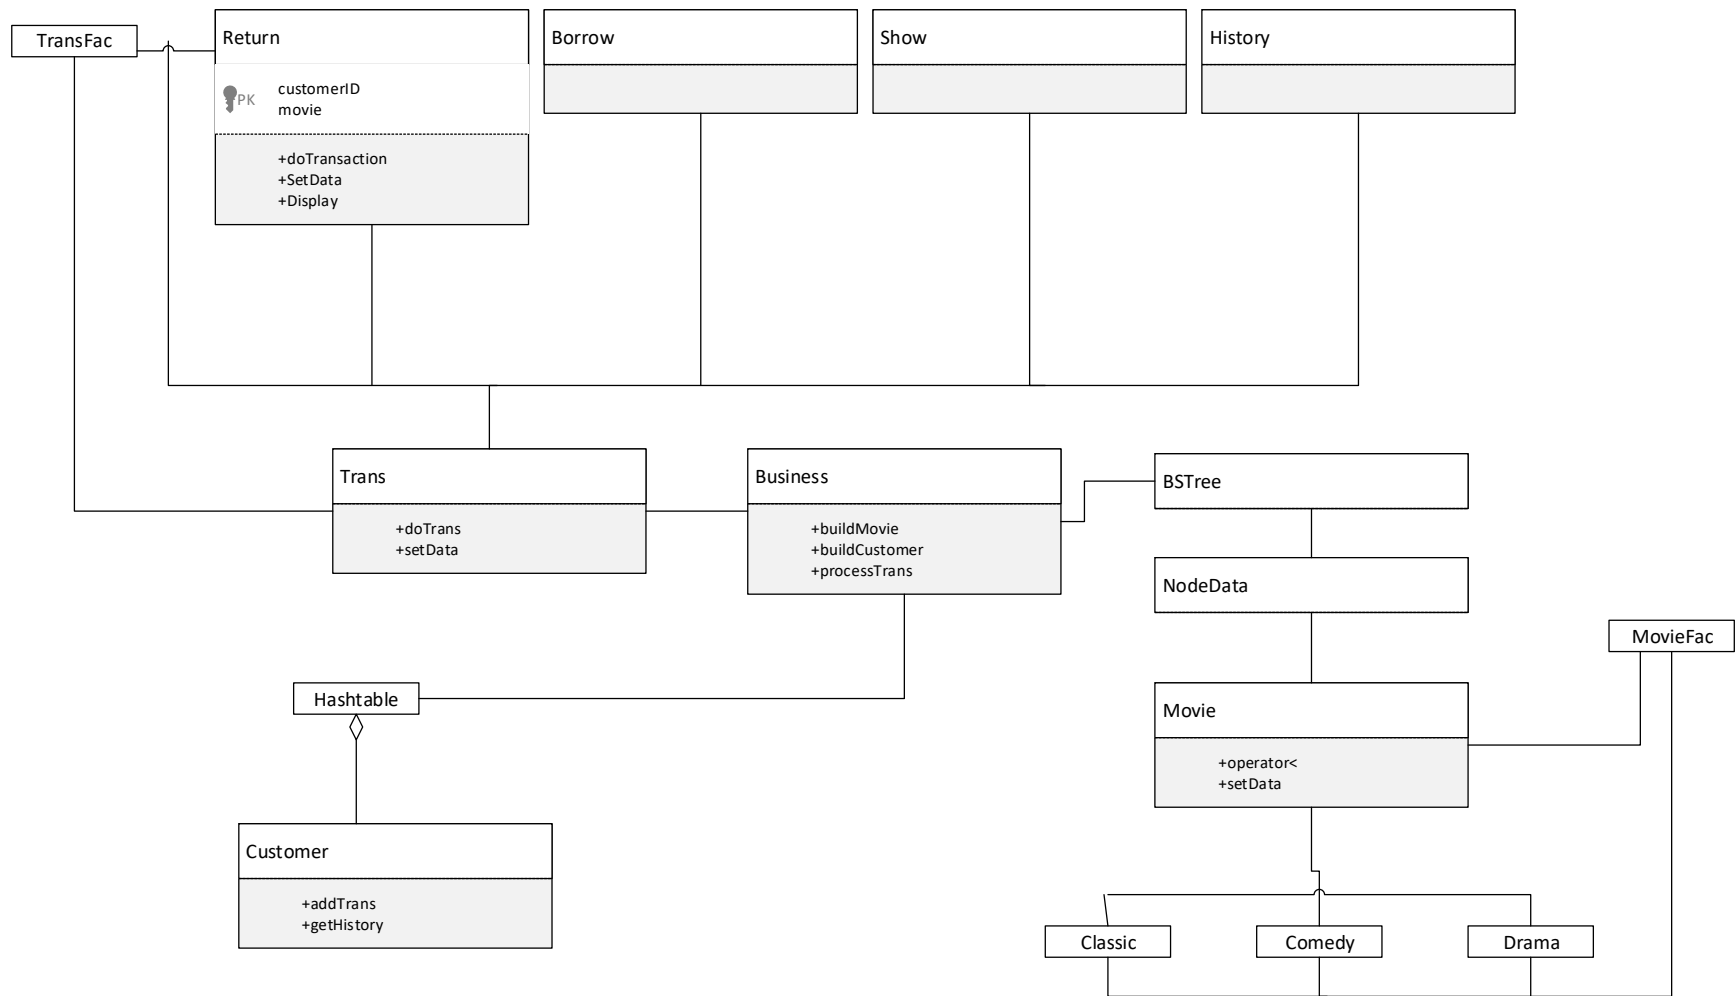 TransFac
Return
Borrow
Show
History
PK
customerID
movie
+doTransaction
+SetData
+Display
Trans
+doTrans
+setData
Business
+buildMovie
+buildCustomer
+processTrans
BSTree
NodeData
MovieFac
Hashtable
Movie
+operator<
+setData
Customer
+addTrans
+getHistory
Classic
Comedy
Drama